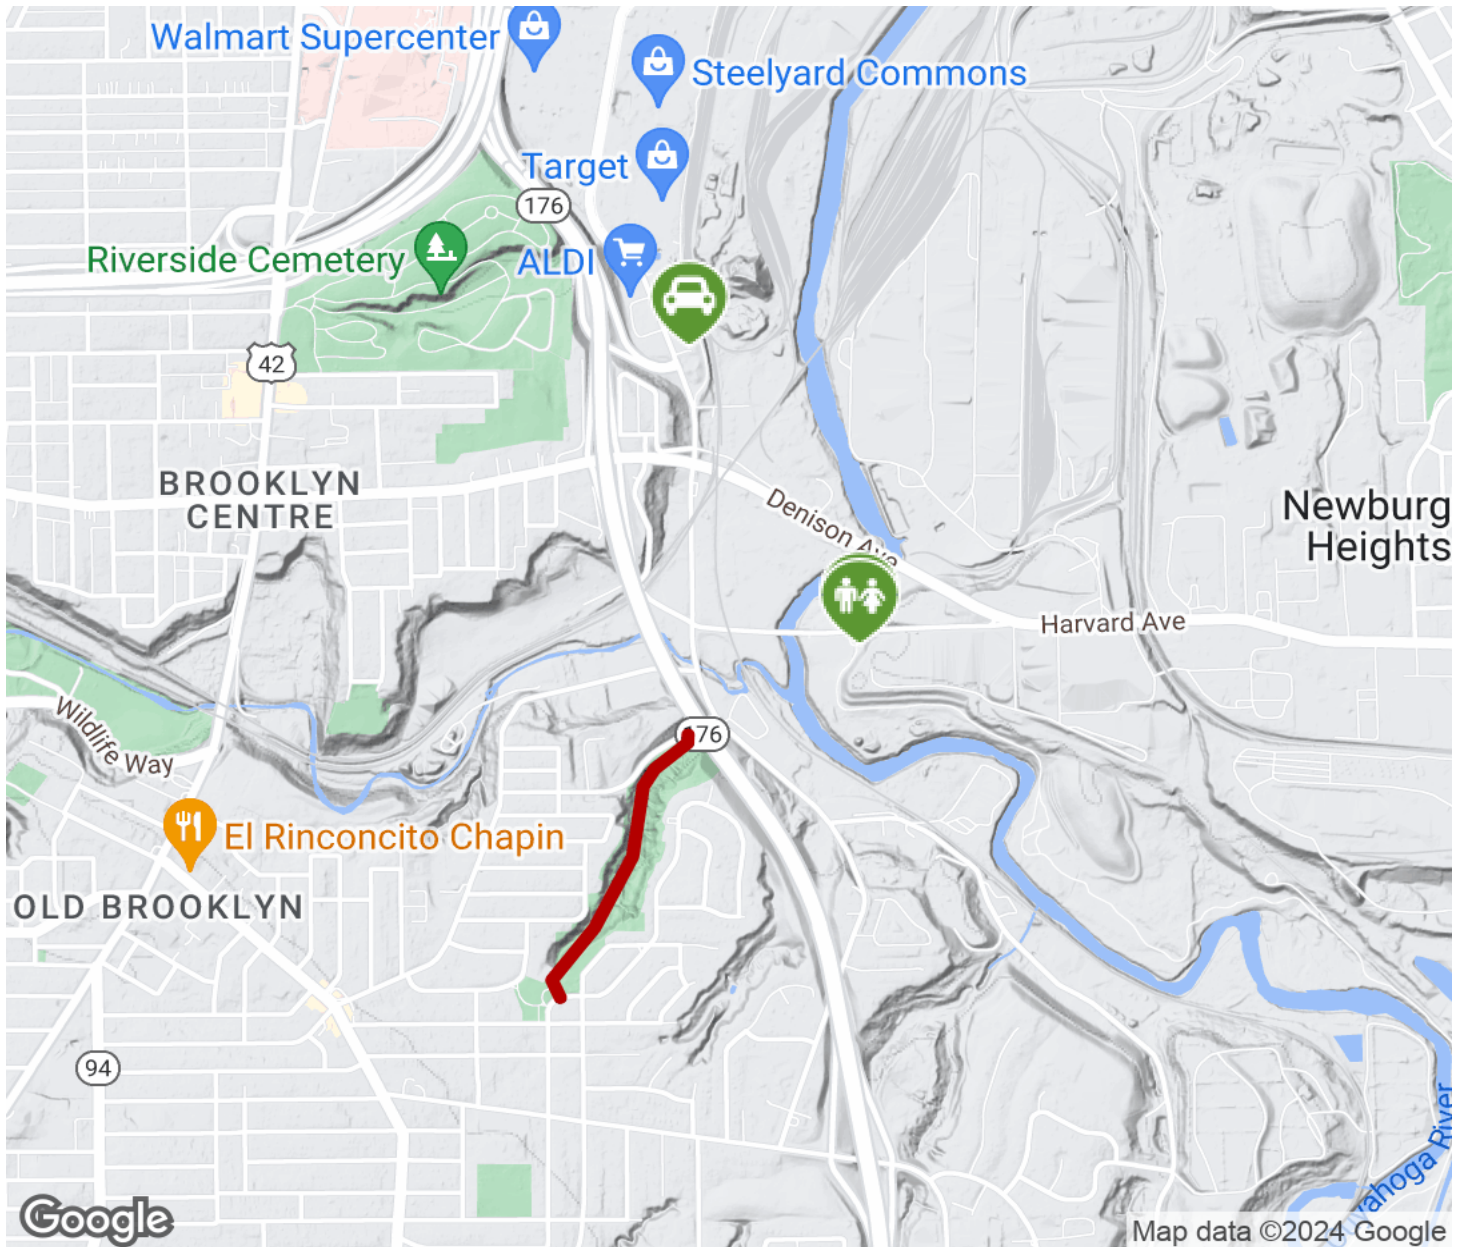 Walmart Supercenter
Steelyard Commons
Target
176
Riverside Cemetery
ALDI
42
BROOKLYN
CENTRE
Denison Ave
Newburg
Heights
Harvard Ave
Wildlife Way
76
El Rinconcito Chapin
OLD BROOKLYN
94
Cuyahoga River
Google
Map data ©2024 Google